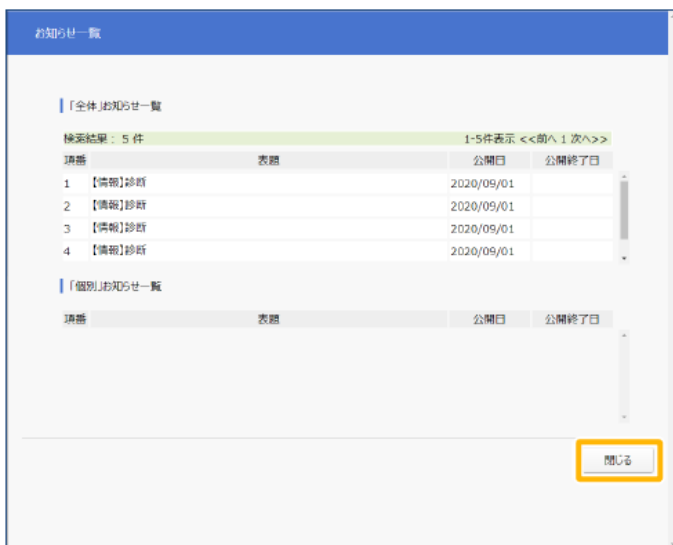 お知らせ一覧
「全体」お知らせ一覧
検索結果: 5 件 1-5件表示 <<前へ 1 次へ>>
項番 表題 公開日 公開終了日
1 【情報】診断 2020/09/01
2 【情報】診断 2020/09/01
3 【情報】診断 2020/09/01
4 【情報】診断 2020/09/01
「個別」お知らせ一覧
項番 表題 公開日 公開終了日
閉じる